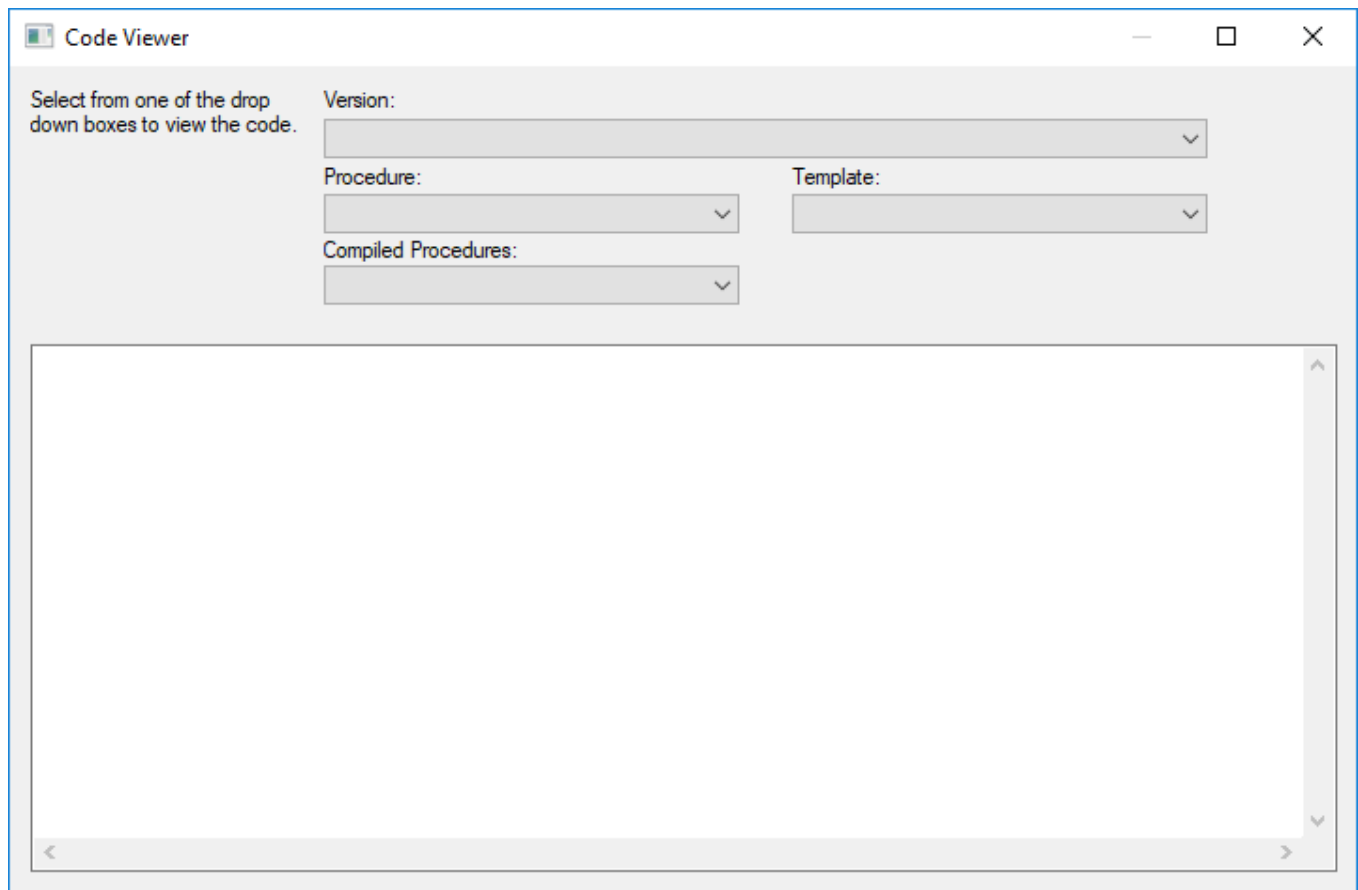 Code Viewer
Select from one of the drop
down boxes to view the code.
Version:
Procedure:
Template:
Compiled Procedures: